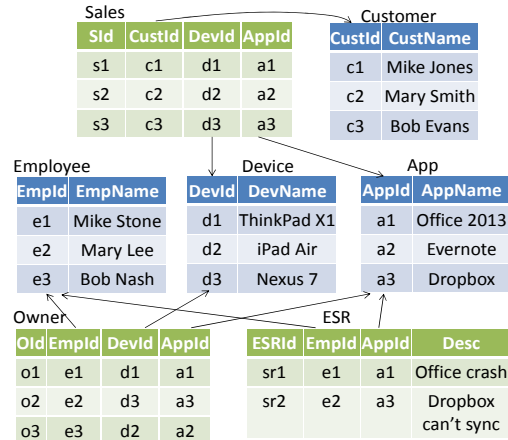 Sales
SId CustId DevId AppId
s1 c1 d1 a1
s2 c2 d2 a2
s3 c3 d3 a3
Customer
CustId CustName
c1 Mike Jones
c2 Mary Smith
c3 Bob Evans
Employee
EmpId EmpName
e1 Mike Stone
e2 Mary Lee
e3 Bob Nash
Device
DevId DevName
d1 ThinkPad X1
d2 iPad Air
d3 Nexus 7
App
AppId AppName
a1 Office 2013
a2 Evernote
a3 Dropbox
Owner
OId EmpId DevId AppId
o1 e1 d1 a1
o2 e2 d3 a3
o3 e3 d2 a2
ESR
ESRId EmpId AppId Desc
sr1 e1 a1 Office crash
sr2 e2 a3 Dropbox
can't sync